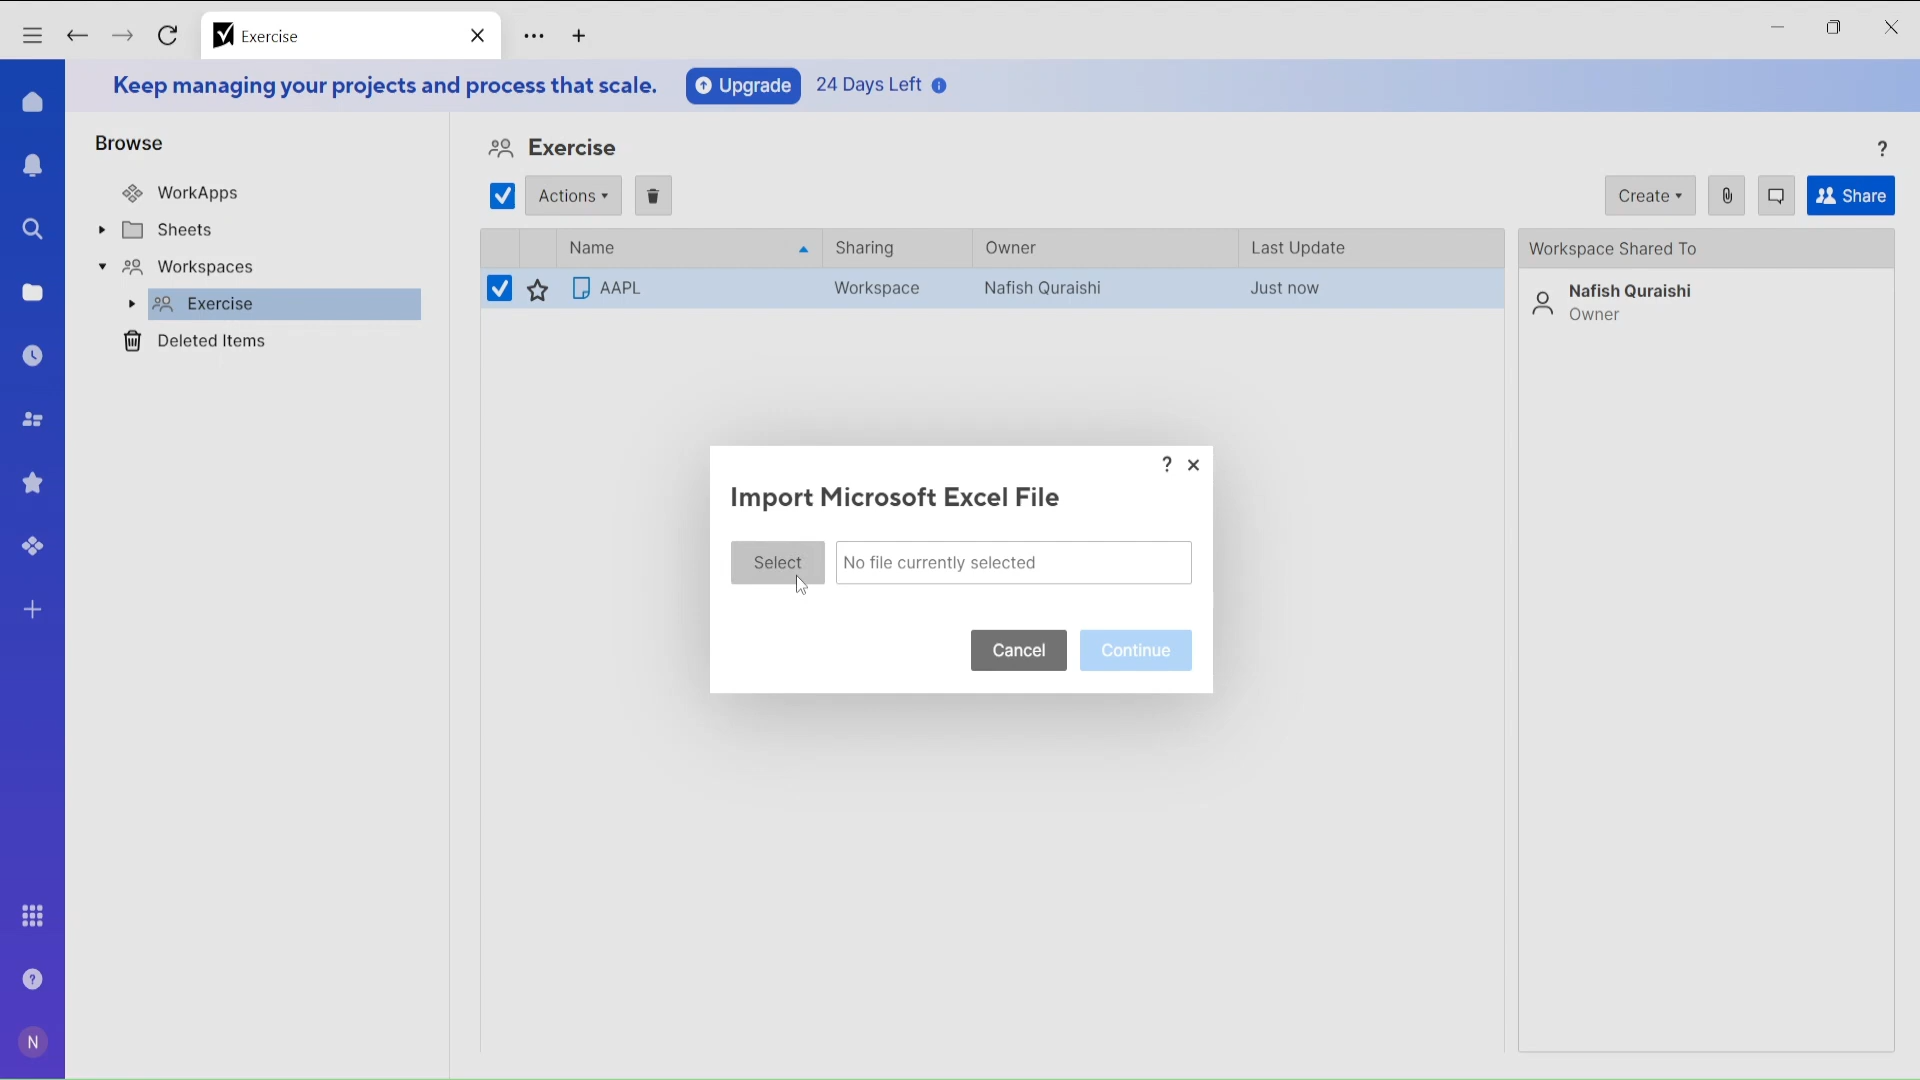 Exercise
Keep managing your projects and process that scale.
Upgrade
24 Days Left
Browse
WorkApps
Sheets
Workspaces
Exercise
Deleted Items
Exercise
?
Actions
Create
Share
Name
Sharing
Owner
Last Update
AAPL
Workspace
Nafish Quraishi
Just now
Workspace Shared To
Nafish Quraishi
Owner
?
Import Microsoft Excel File
Select
No file currently selected
Cancel
Continue
?
N